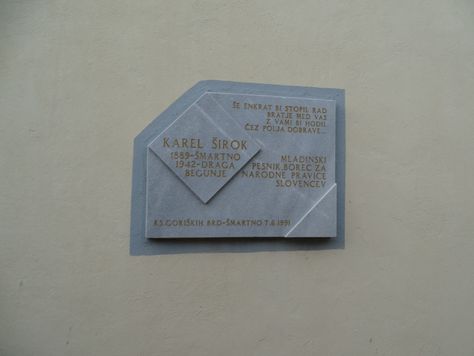 ŠE ENKRAT BI STOPIL RAD
BRATJE MED VAS
Z VAMI BI HODIL
ČEZ POLJA DOBRAVE...
KAREL ŠIROK
1889-ŠMARTNO
1942-DRAGA
BEGUNJE
MLADINSKI
PESNIK, BOREC ZA
NARODNE PRAVICE
SLOVENCEV
K.S. GORIŠKIH BRD-ŠMARTNO 7.6.1991